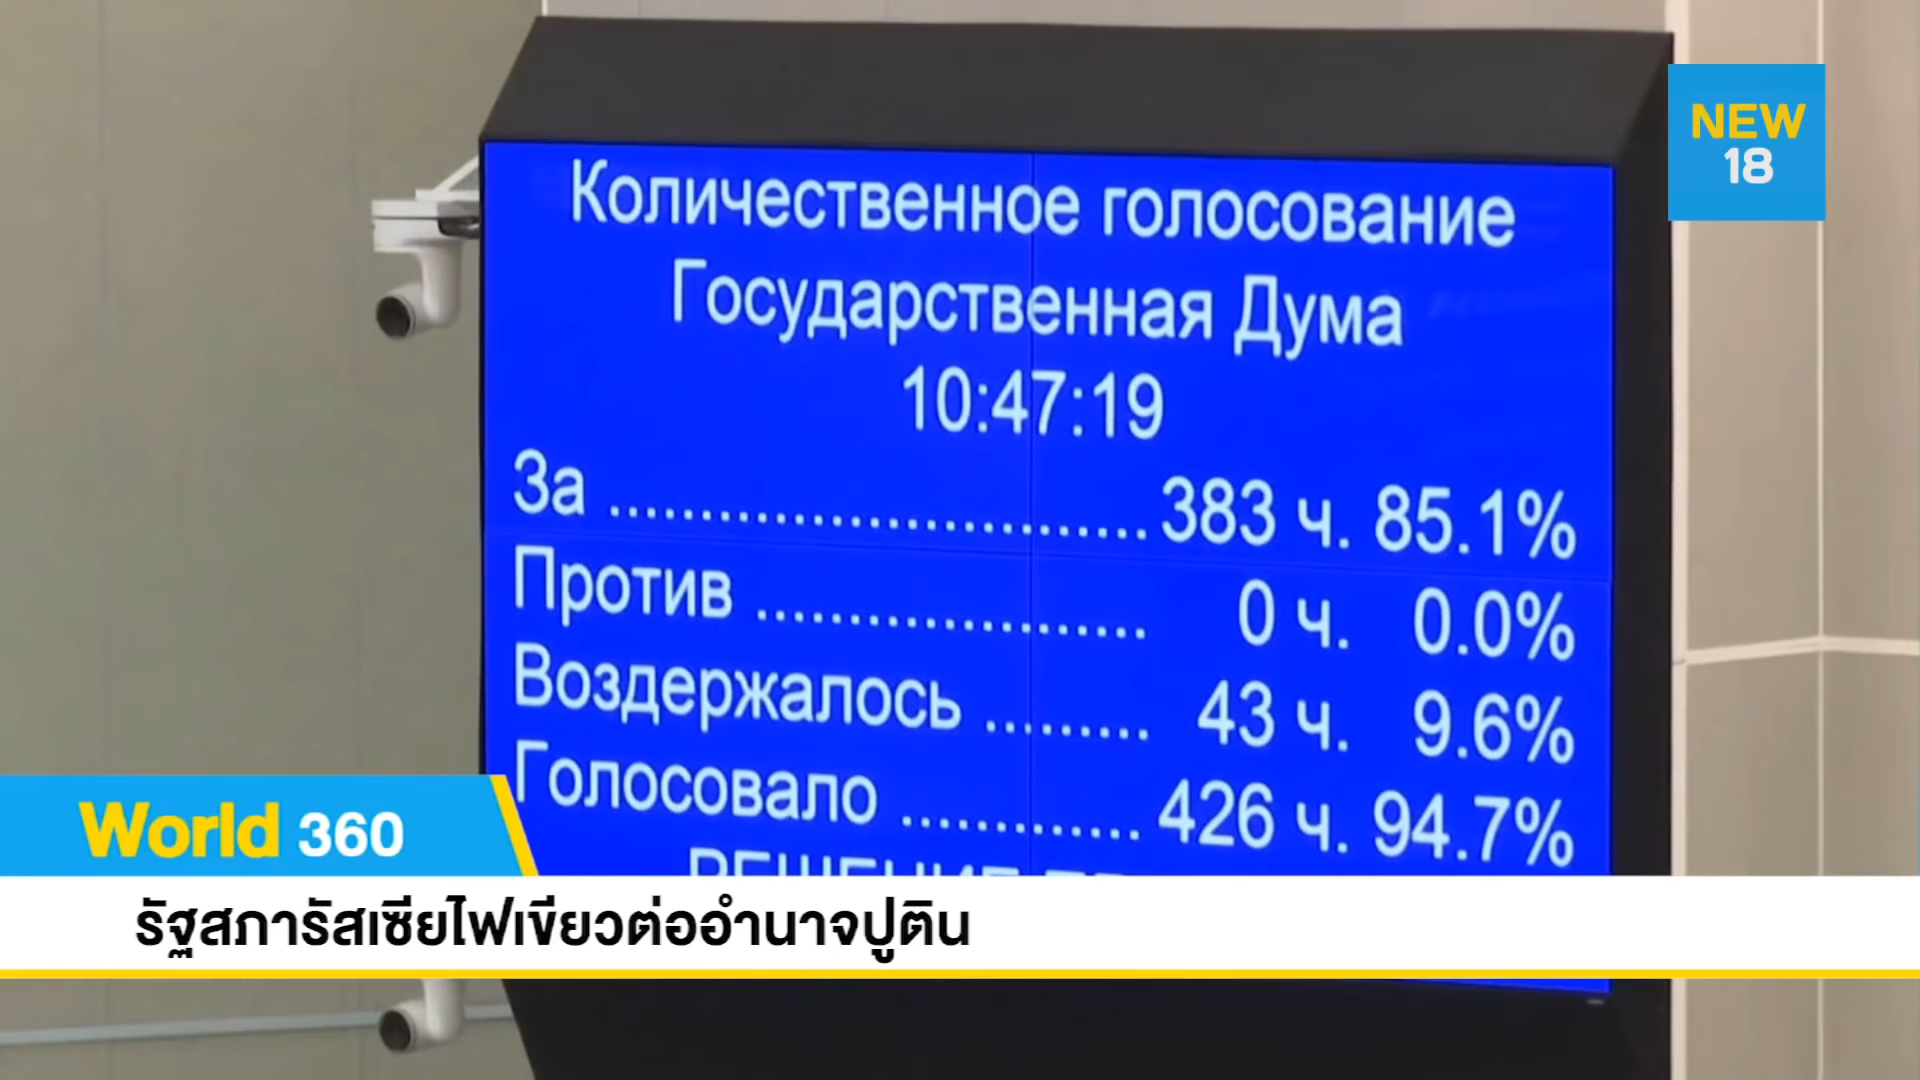 NEW
18
Количественное голосование
Государственная Дума
10:47:19
За ............................. 383 ч. 85.1%
Против ..................... 0 ч. 0.0%
Воздержалось ......... 43 ч. 9.6%
Голосовало ............. 426 ч. 94.7%
World 360
รัฐสภารัสเซียไฟเขียวต่ออำนาจปูติน